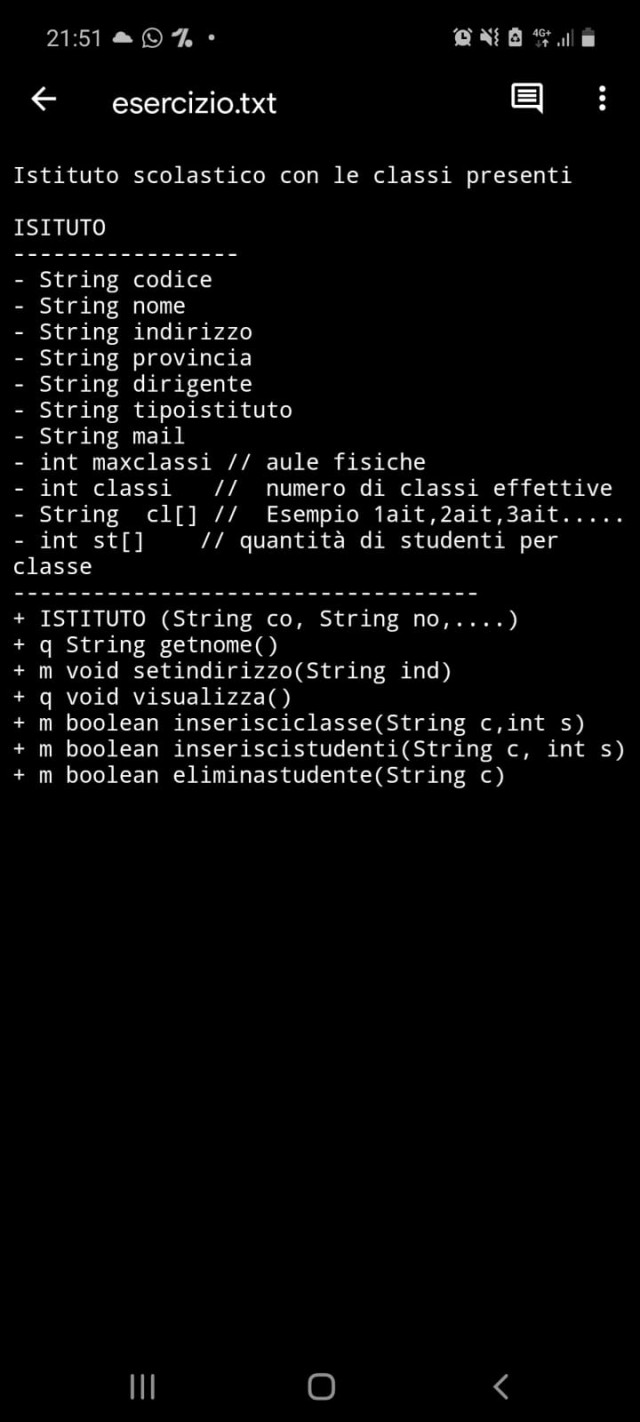 21:51
4G+
esercizio.txt
Istituto scolastico con le classi presenti
ISITUTO
-----------------
- String codice
- String nome
- String indirizzo
- String provincia
- String dirigente
- String tipoistituto
- String mail
- int maxclassi // aule fisiche
- int classi   //  numero di classi effettive
- String  cl[] //  Esempio 1ait,2ait,3ait.....
- int st[]    // quantità di studenti per
classe
-----------------------------------
+ ISTITUTO (String co, String no,....)
+ q String getnome()
+ m void setindirizzo(String ind)
+ q void visualizza()
+ m boolean inserisciclasse(String c,int s)
+ m boolean inseriscistudenti(String c, int s)
+ m boolean eliminastudente(String c)